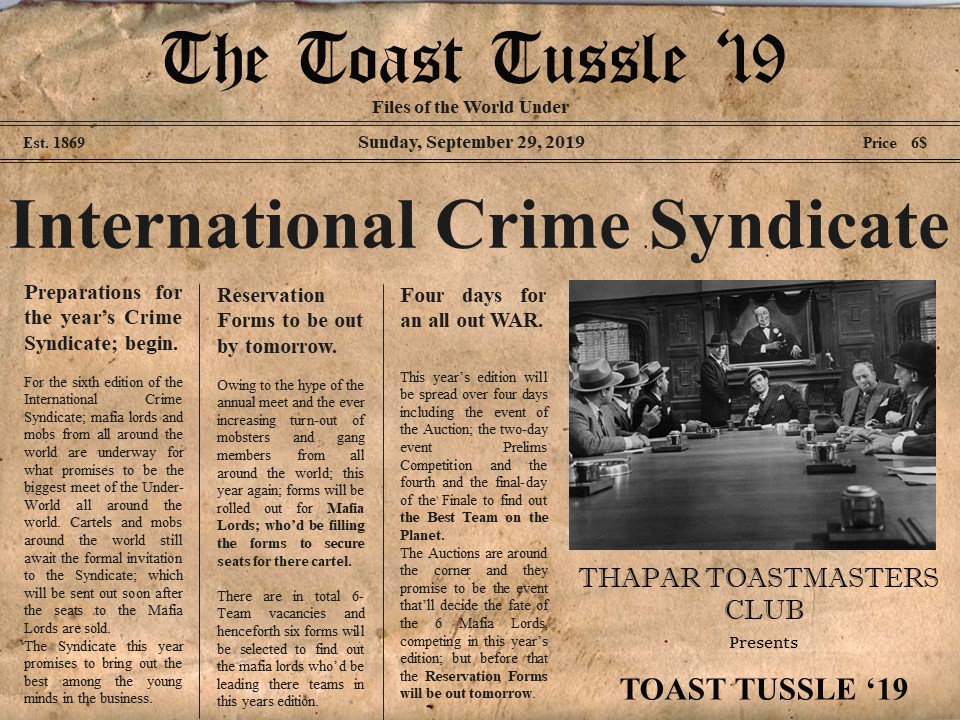 The Toast Tussle ‘19
Files of the World Under
Est. 1869
Sunday, September 29, 2019
Price 6$
International Crime Syndicate
Preparations for
the year’s Crime
Syndicate; begin.
For the sixth edition of the
International Crime
Syndicate; mafia lords and
mobs from all around the
world are underway for
what promises to be the
biggest meet of the Under-
World all around the
world. Cartels and mobs
around the world still
await the formal invitation
to the Syndicate; which
will be sent out soon after
the seats to the Mafia
Lords are sold.
The Syndicate this year
promises to bring out the
best among the young
minds in the business.
Reservation
Forms to be out
by tomorrow.
Owing to the hype of the
annual meet and the ever
increasing turn-out of
mobsters and gang
members from all
around the world; this
year again; forms will be
rolled out for Mafia
Lords; who’d be filling
the forms to secure
seats for there cartel.
There are in total 6-
Team vacancies and
henceforth six forms will
be selected to find out
the mafia lords who’d be
leading there teams in
this years edition.
Four days for
an all out WAR.
This year’s edition will
be spread over four days
including the event of
the Auction; the two-day
event Prelims
Competition and the
fourth and the final-day
of the Finale to find out
the Best Team on the
Planet.
The Auctions are around
the corner and they
promise to be the event
that’ll decide the fate of
the 6 Mafia Lords,
competing in this year’s
edition; but before that
the Reservation Forms
will be out tomorrow.
THAPAR TOASTMASTERS
CLUB
Presents
TOAST TUSSLE ‘19